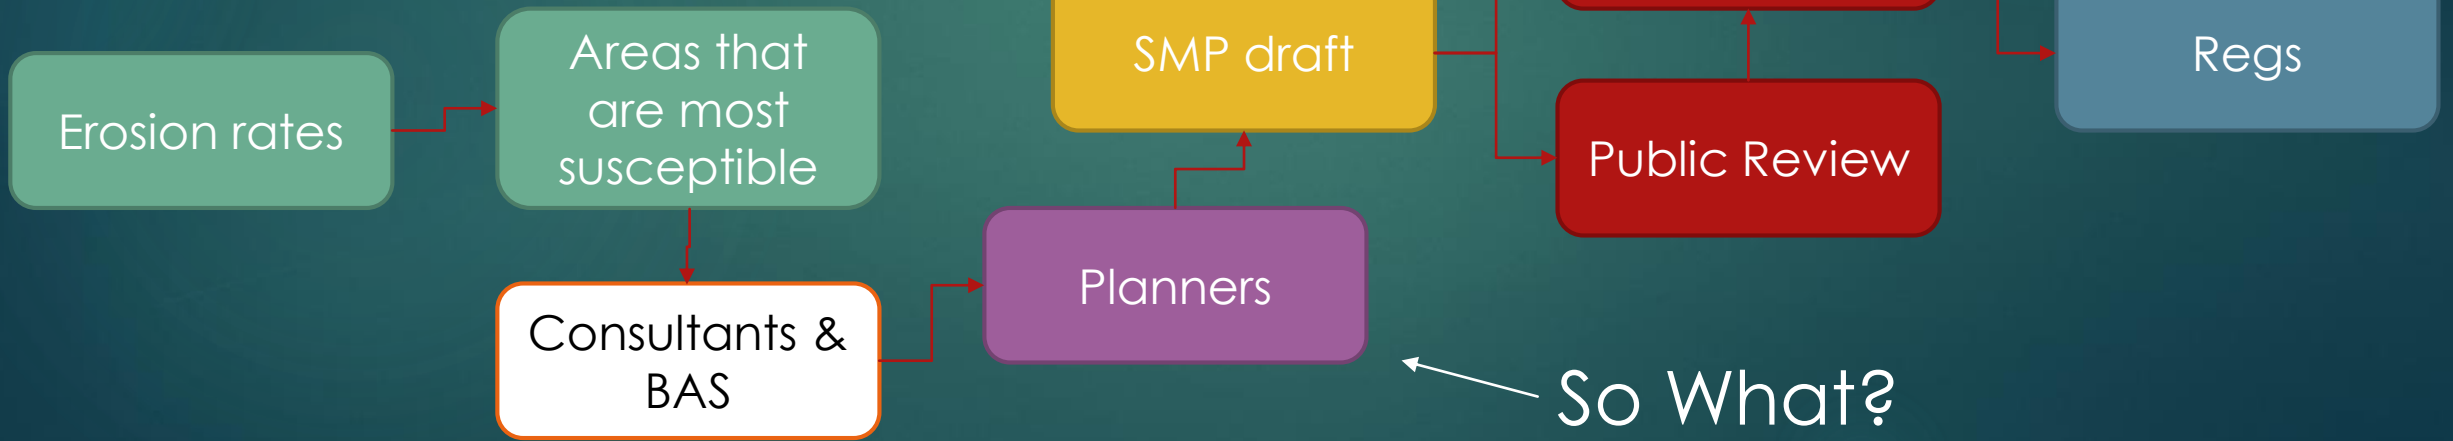 Erosion rates
Areas that
are most
susceptible
Consultants &
BAS
Planners
SMP draft
Public Review
Regs
So What?